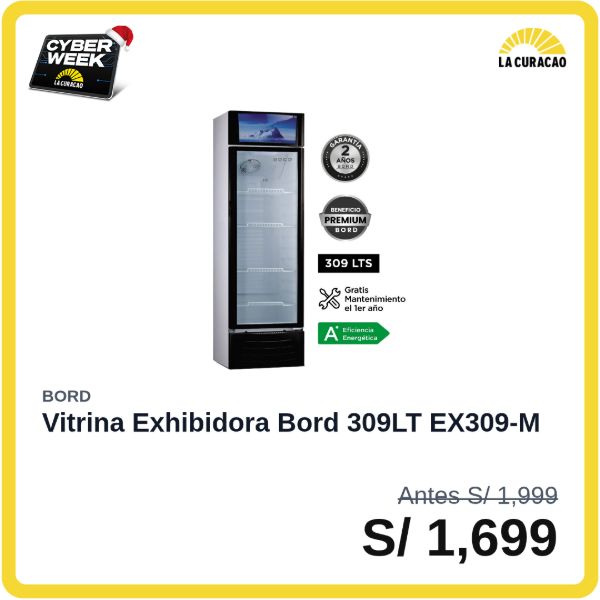 CYBER
WEEK
LA CURACAO
LA CURACAO
GARANTÍA
2
AÑOS
BORD
BENEFICIO
PREMIUM
BORD
309 LTS
Gratis
Mantenimiento
el 1er año
A+ Eficiencia
Energética
BORD
Vitrina Exhibidora Bord 309LT EX309-M
Antes S/ 1,999
S/ 1,699